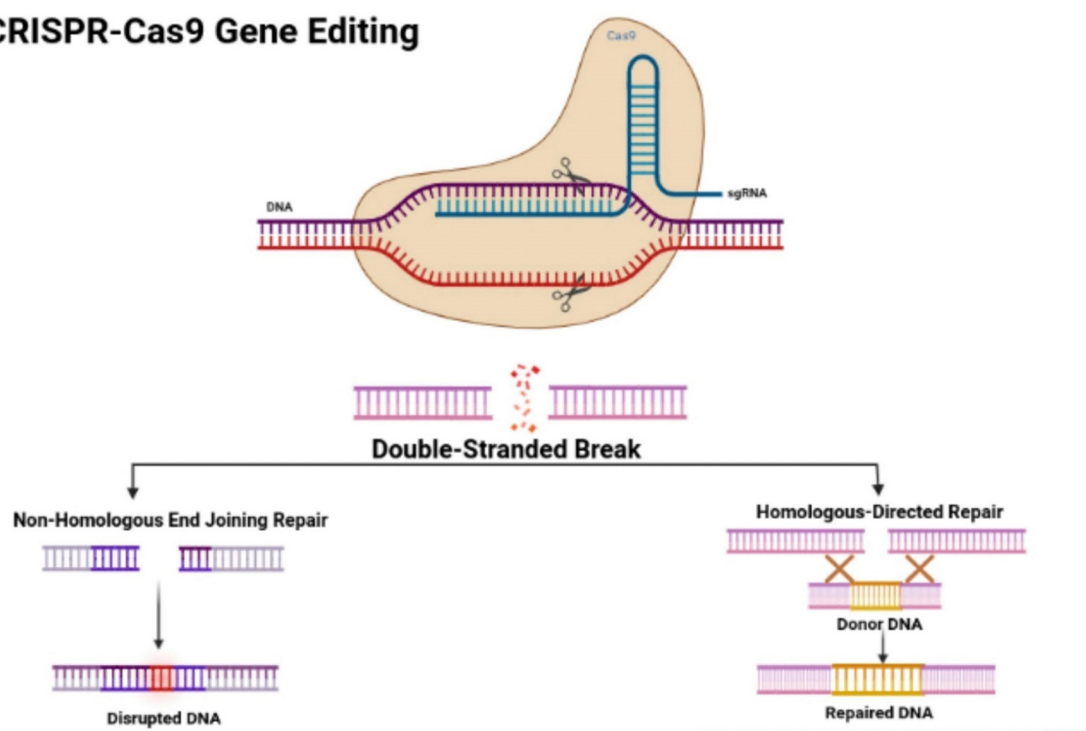 CRISPR-Cas9 Gene Editing
Cas9
DNA
sgRNA
Double-Stranded Break
Non-Homologous End Joining Repair
Homologous-Directed Repair
Donor DNA
Disrupted DNA
Repaired DNA